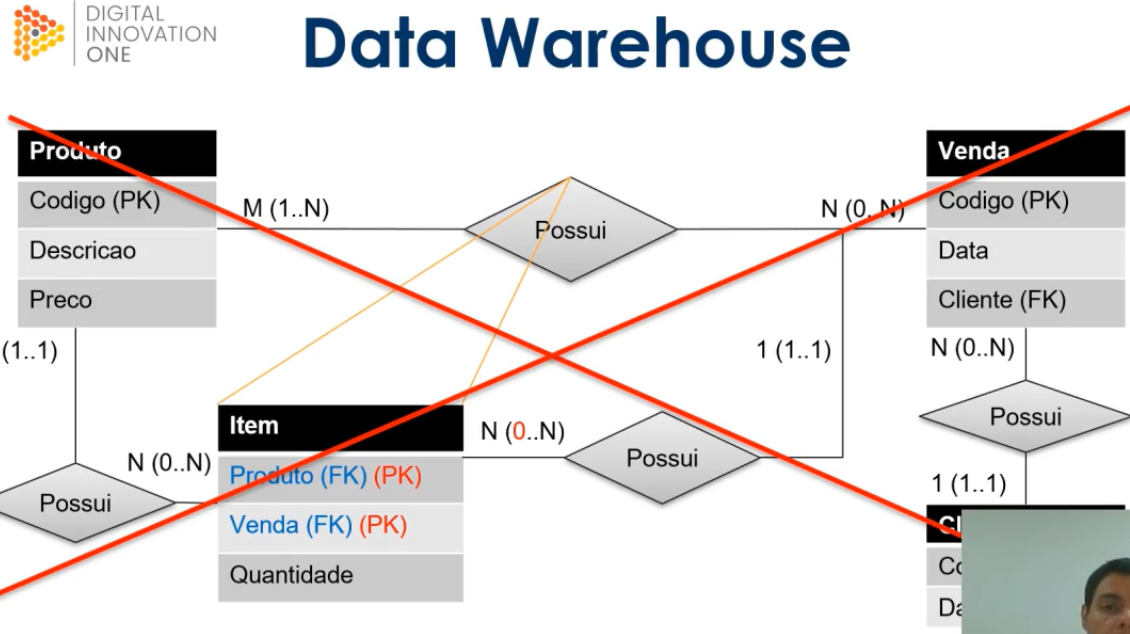 DIGITAL
INNOVATION
ONE
Data Warehouse
Produto
Codigo (PK)
Descricao
Preco
M (1..N)
Possui
N (0..N)
Venda
Codigo (PK)
Data
Cliente (FK)
(1..1)
1 (1..1)
N (0..N)
Possui
Item
Produto (FK) (PK)
Venda (FK) (PK)
Quantidade
N (0..N)
Possui
N (0..N)
Possui
1 (1..1)